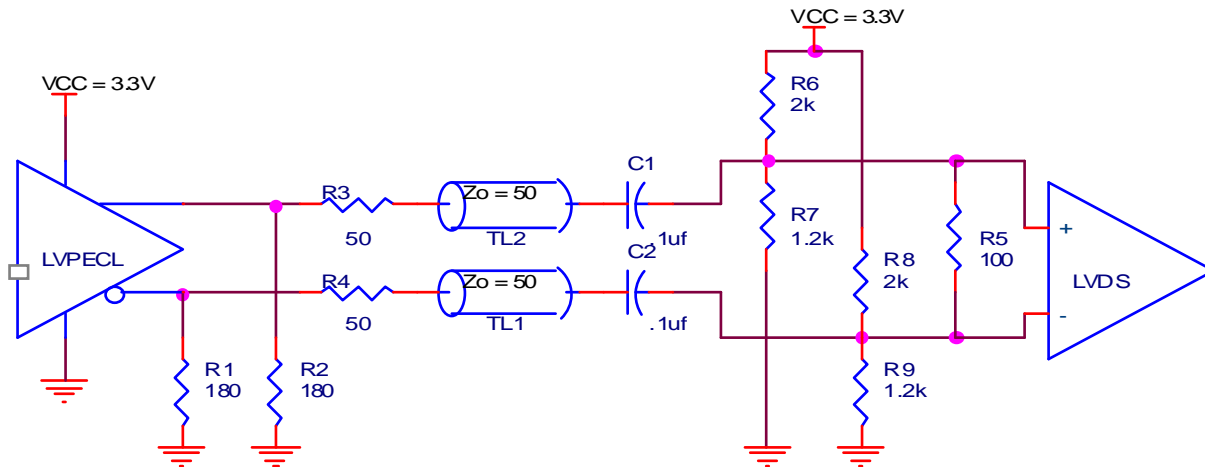 VCC = 3.3V
VCC = 3.3V
R6
2k
C1
R3
Zo = 50
R7
1.2k
+
LVPECL
50
TL2
.1uf
R5
100
C2
R8
2k
LVDS
R4
Zo = 50
50
TL1
.1uf
-
R1
180
R2
180
R9
1.2k